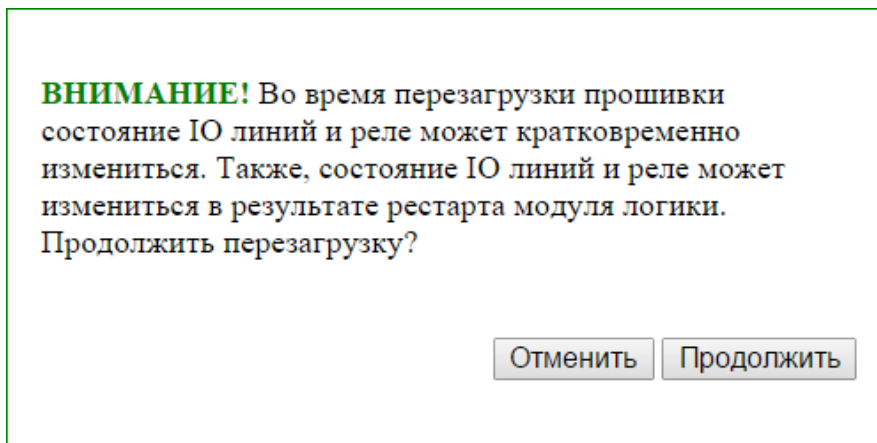 ВНИМАНИЕ! Во время перезагрузки прошивки
состояние IO линий и реле может кратковременно
измениться. Также, состояние IO линий и реле может
измениться в результате рестарта модуля логики.
Продолжить перезагрузку?
Отменить Продолжить